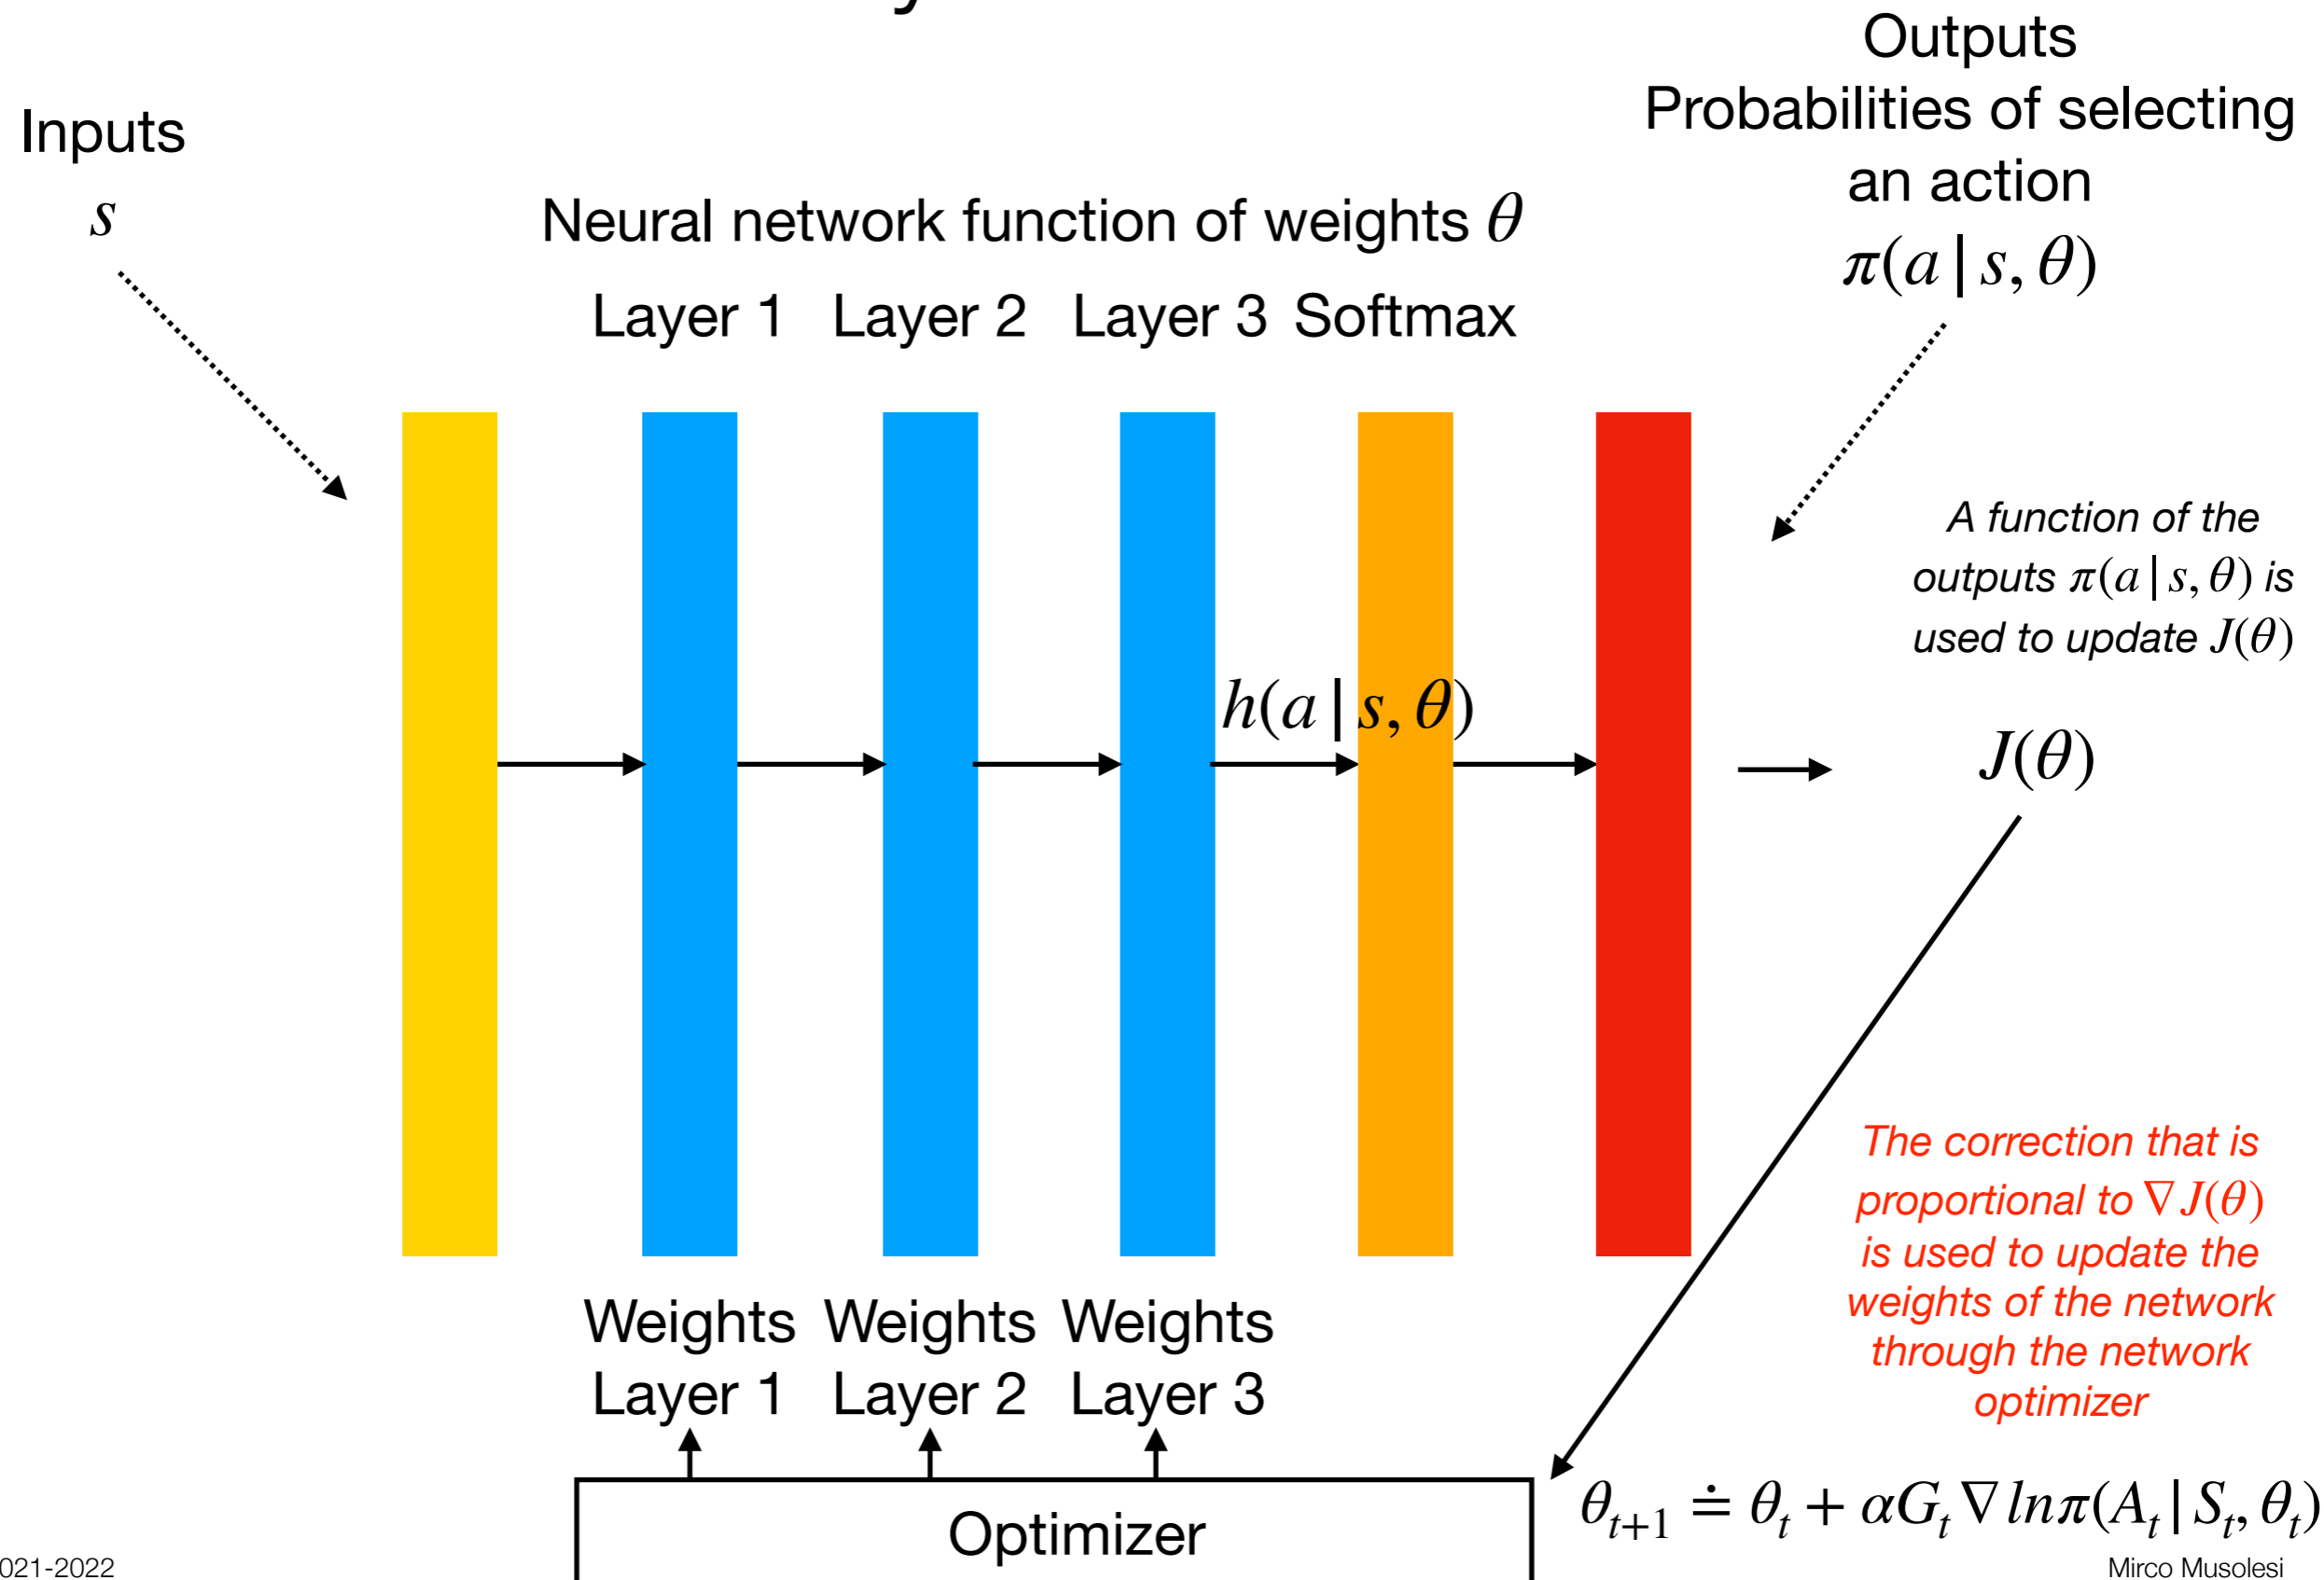 Inputs
s
Neural network function of weights θ
Layer 1 Layer 2 Layer 3 Softmax
Outputs
Probabilities of selecting
an action
π(a | s, θ)
A function of the
outputs π(a | s, θ) is
used to update J(θ)
h(a | s, θ)
J(θ)
The correction that is
proportional to ∇J(θ)
is used to update the
weights of the network
through the network
optimizer
Weights Weights Weights
Layer 1 Layer 2 Layer 3
Optimizer
θ_{t+1} ≐ θ_t + αG_t ∇lnπ(A_t | S_t, θ_t)
021-2022
Mirco Musolesi